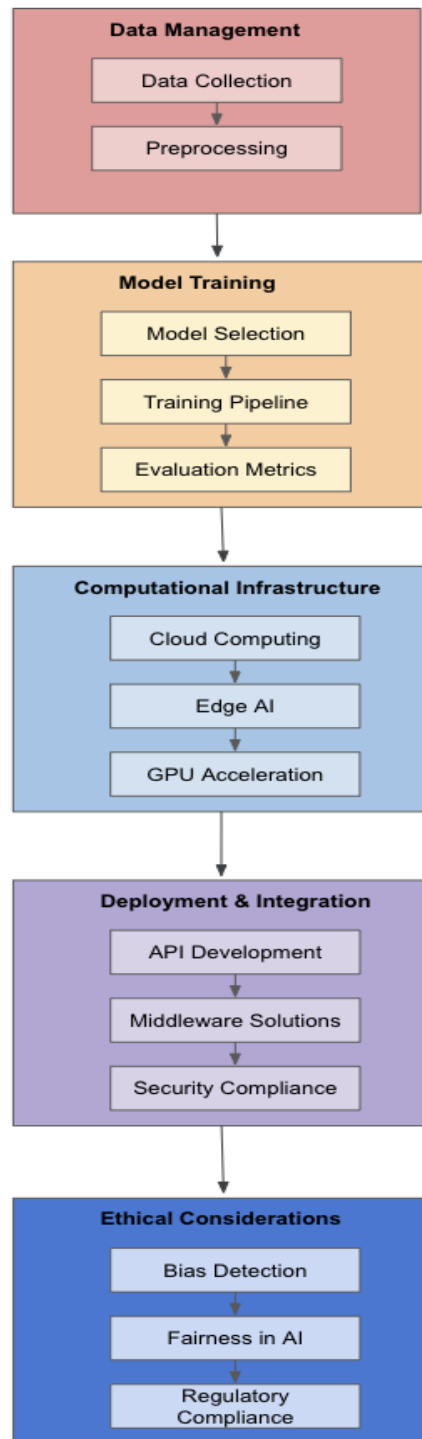 Data Management
Data Collection
Preprocessing
Model Training
Model Selection
Training Pipeline
Evaluation Metrics
Computational Infrastructure
Cloud Computing
Edge AI
GPU Acceleration
Deployment & Integration
API Development
Middleware Solutions
Security Compliance
Ethical Considerations
Bias Detection
Fairness in AI
Regulatory
Compliance